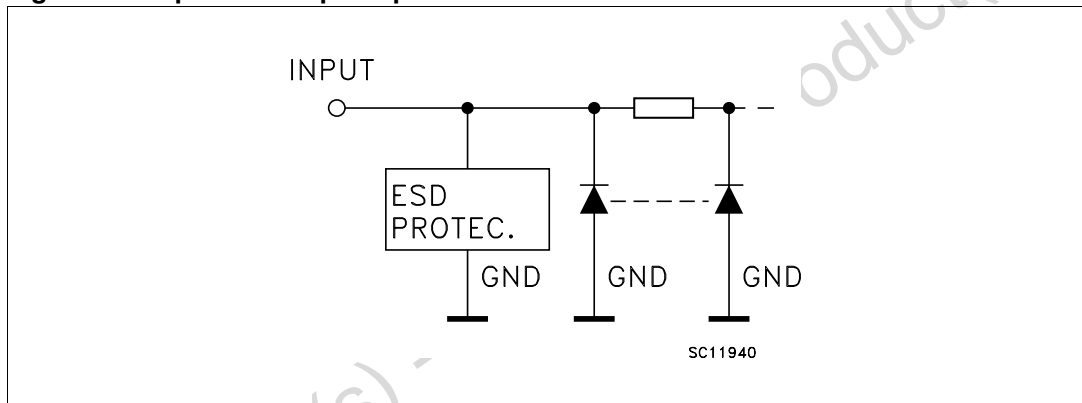 INPUT
ESD
PROTEC.
GND
GND
GND
SC11940